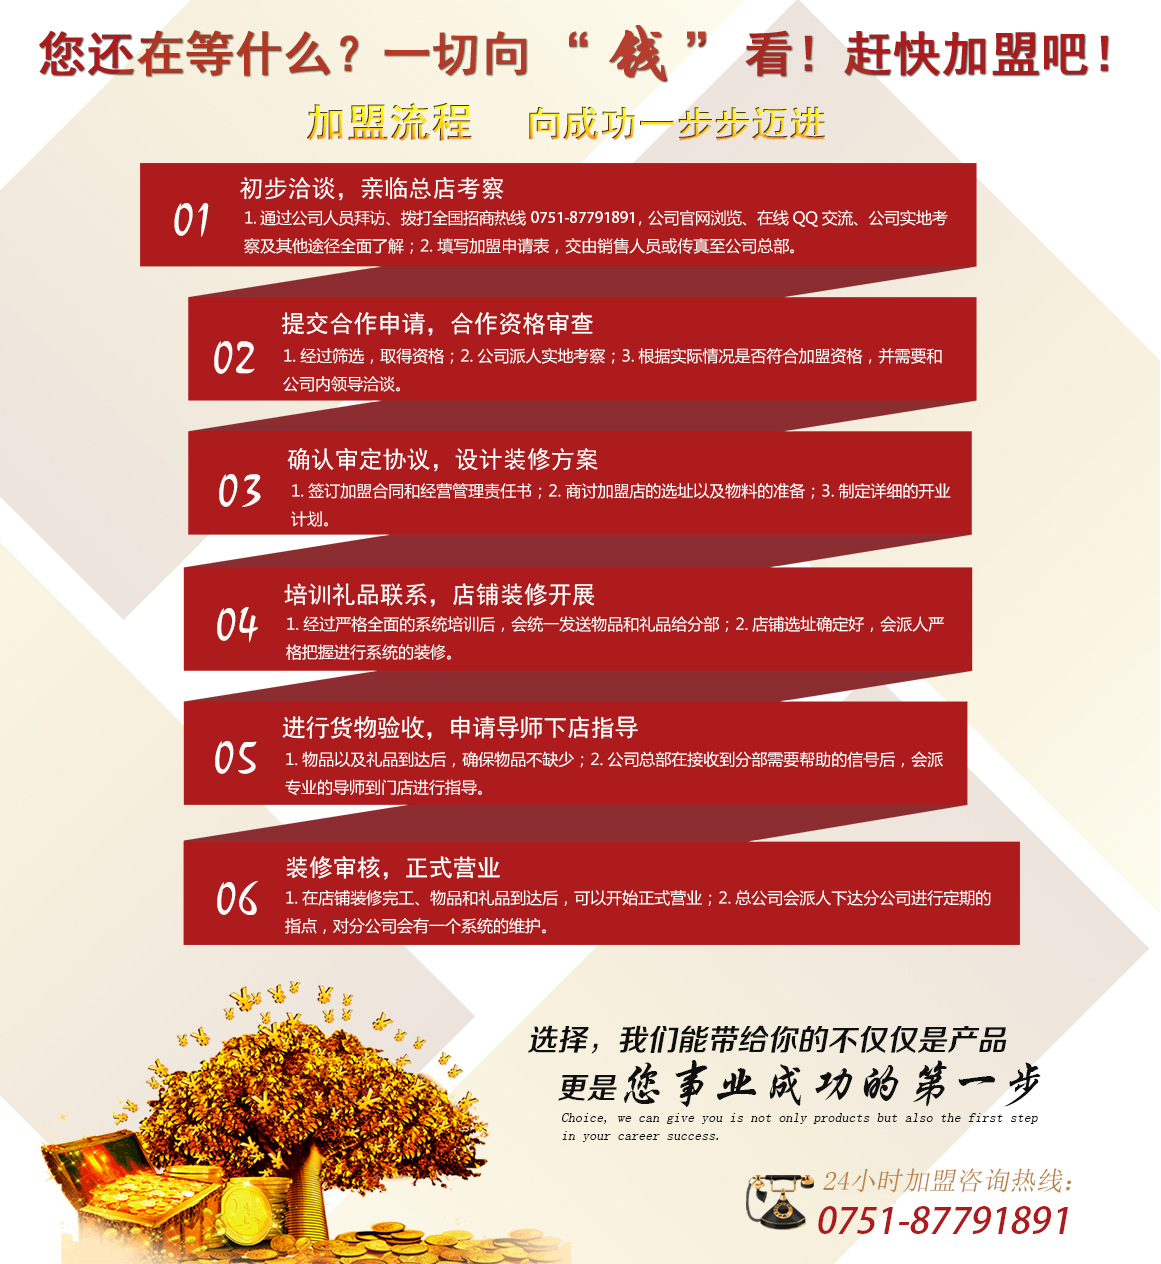 您还在等什么？一切向“钱”看！赶快加盟吧！
加盟流程 向成功一步步迈进
01
初步洽谈，亲临总店考察
1. 通过公司人员拜访、拨打全国招商热线 0751-87791891，公司官网浏览、在线 QQ 交流、公司实地考
察及其他途径全面了解；2. 填写加盟申请表，交由销售人员或传真至公司总部。
02
提交合作申请，合作资格审查
1. 经过筛选，取得资格；2. 公司派人实地考察；3. 根据实际情况是否符合加盟资格，并需要和
公司内领导洽谈。
03
确认审定协议，设计装修方案
1. 签订加盟合同和经营管理责任书；2. 商讨加盟店的选址以及物料的准备；3. 制定详细的开业
计划。
04
培训礼品联系，店铺装修开展
1. 经过严格全面的系统培训后，会统一发送物品和礼品给分部；2. 店铺选址确定好，会派人严
格把握进行系统的装修。
05
进行货物验收，申请导师下店指导
1. 物品以及礼品到达后，确保物品不缺少；2. 公司总部在接收到分部需要帮助的信号后，会派
专业的导师到门店进行指导。
06
装修审核，正式营业
1. 在店铺装修完工、物品和礼品到达后，可以开始正式营业；2. 总公司会派人下达分公司进行定期的
指点，对分公司会有一个系统的维护。
选择，我们能带给你的不仅仅是产品
更是您事业成功的第一步
Choice, we can give you is not only products but also the first step
in your career success.
24小时加盟咨询热线：
0751-87791891